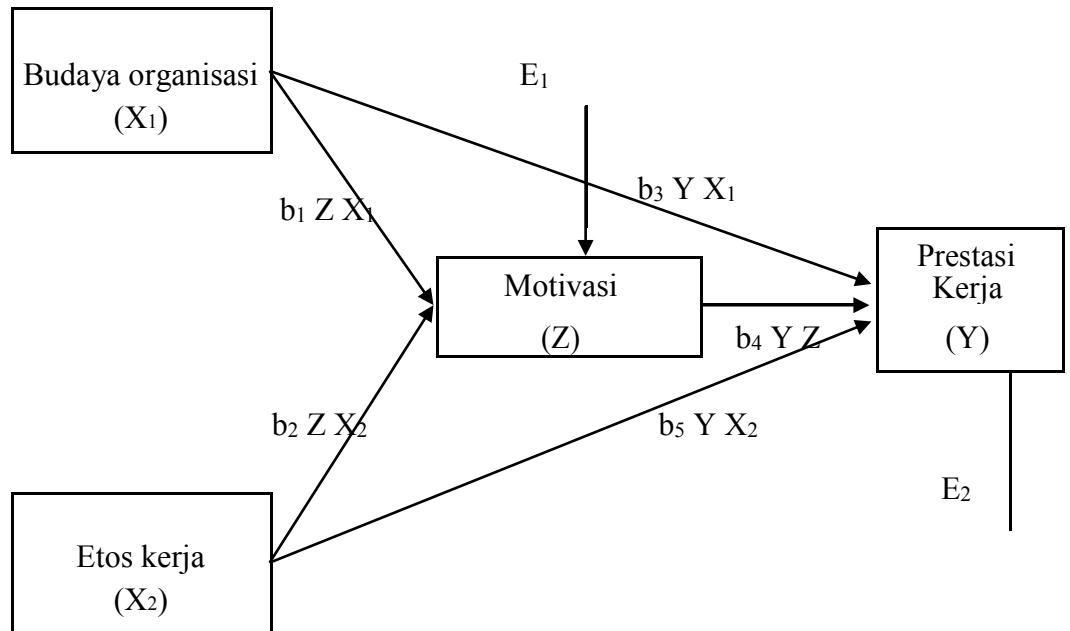 Budaya organisasi
(X₁)
E₁
b₃ Y X₁
b₁ Z X₁
Motivasi
(Z)
Prestasi
Kerja
(Y)
b₄ Y Z
b₂ Z X₂
b₅ Y X₂
E₂
Etos kerja
(X₂)